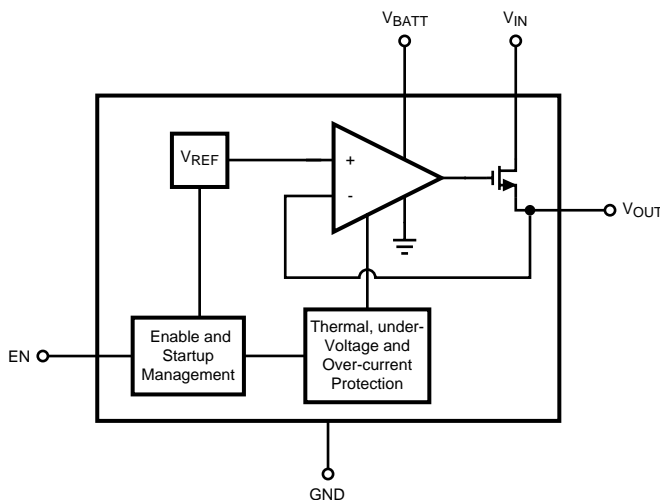 VBATT
VIN
VREF
+
-
VOUT
EN
Enable and
Startup
Management
Thermal, under-
Voltage and
Over-current
Protection
GND